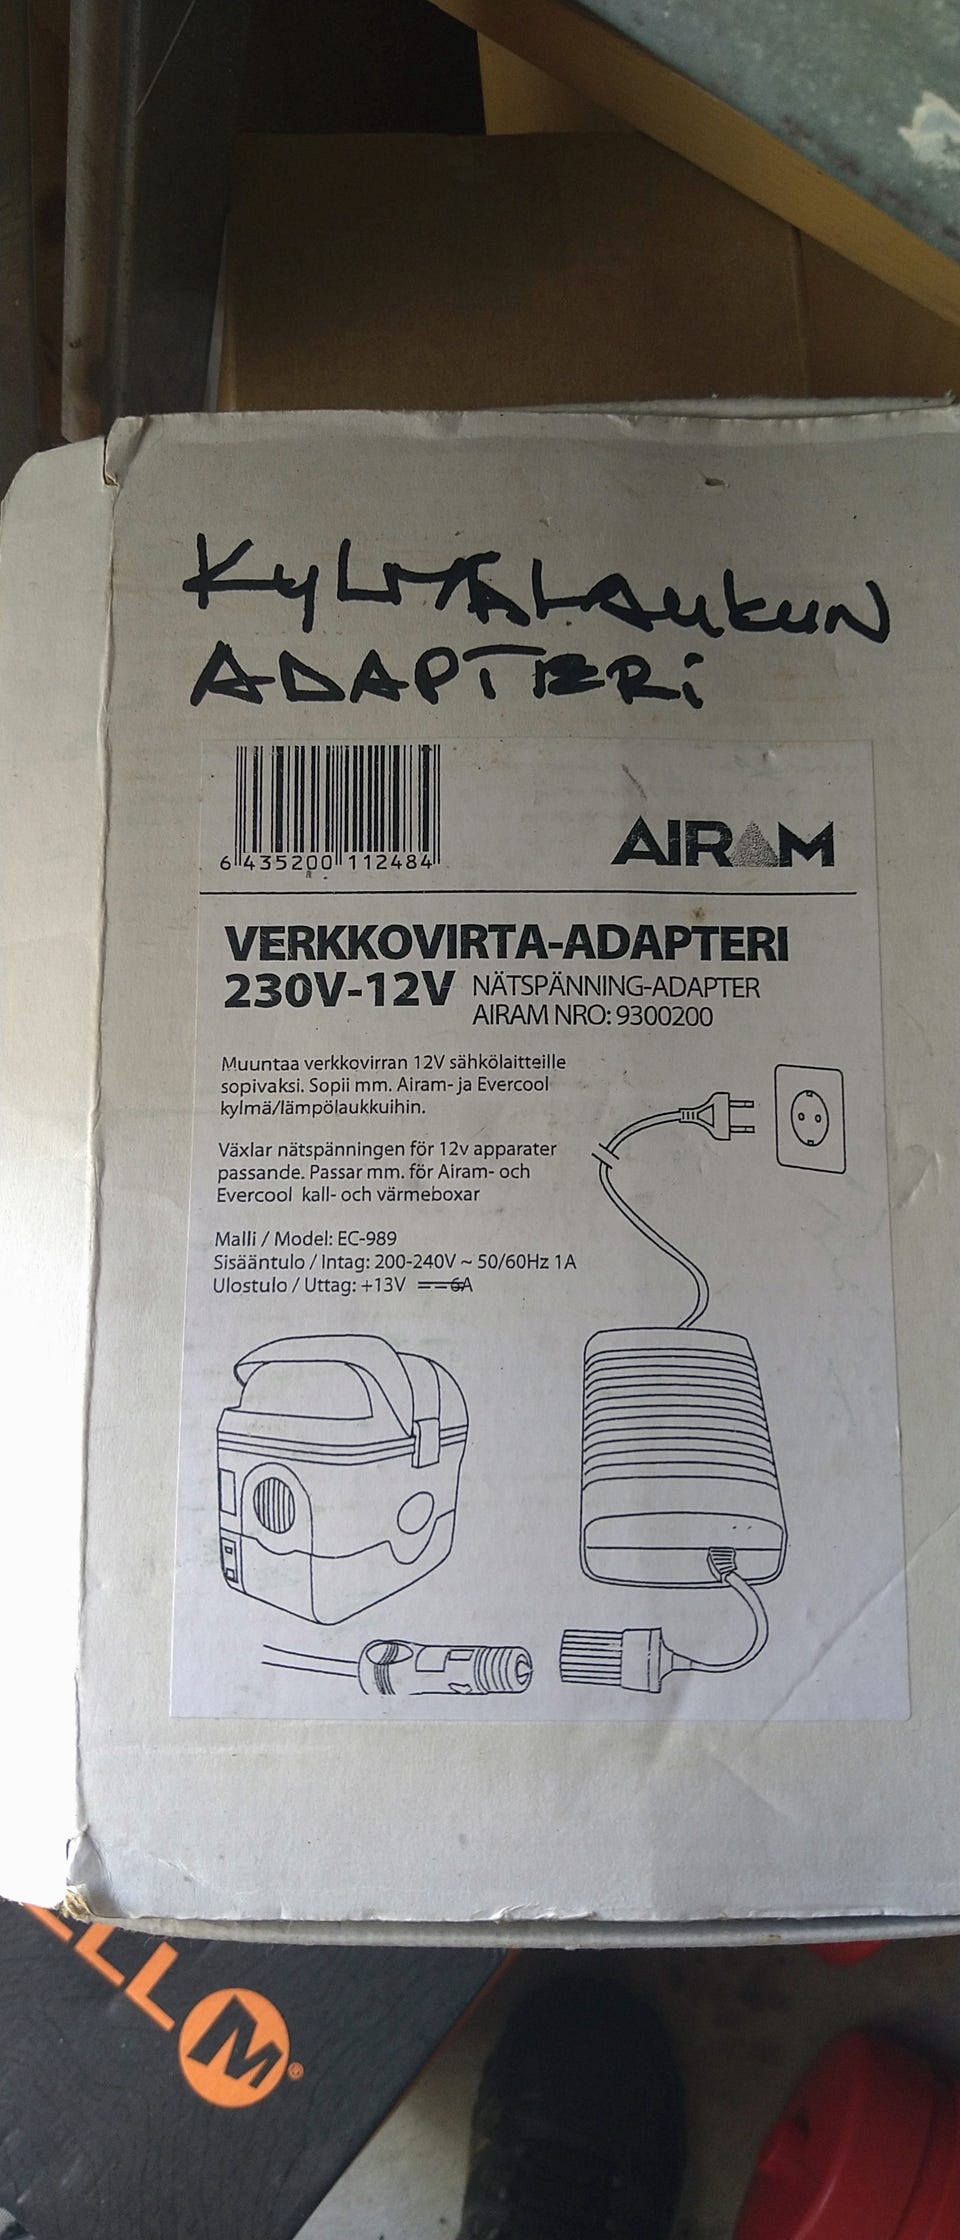 KYLMÄLAUKUN
ADAPTERi
6 435200 112484
AIRAM
VERKKOVIRTA-ADAPTERI
230V-12V NÄTSPÄNNING-ADAPTER
AIRAM NRO: 9300200
Muuntaa verkkovirran 12V sähkölaitteille
sopivaksi. Sopii mm. Airam- ja Evercool
kylmä/lämpölaukkuihin.
Växlar nätspänningen för 12v apparater
passande. Passar mm. för Airam- och
Evercool kall- och värmeboxar
Malli / Model: EC-989
Sisääntulo / Intag: 200-240V ~ 50/60Hz 1A
Ulostulo / Uttag: +13V 6A
M®